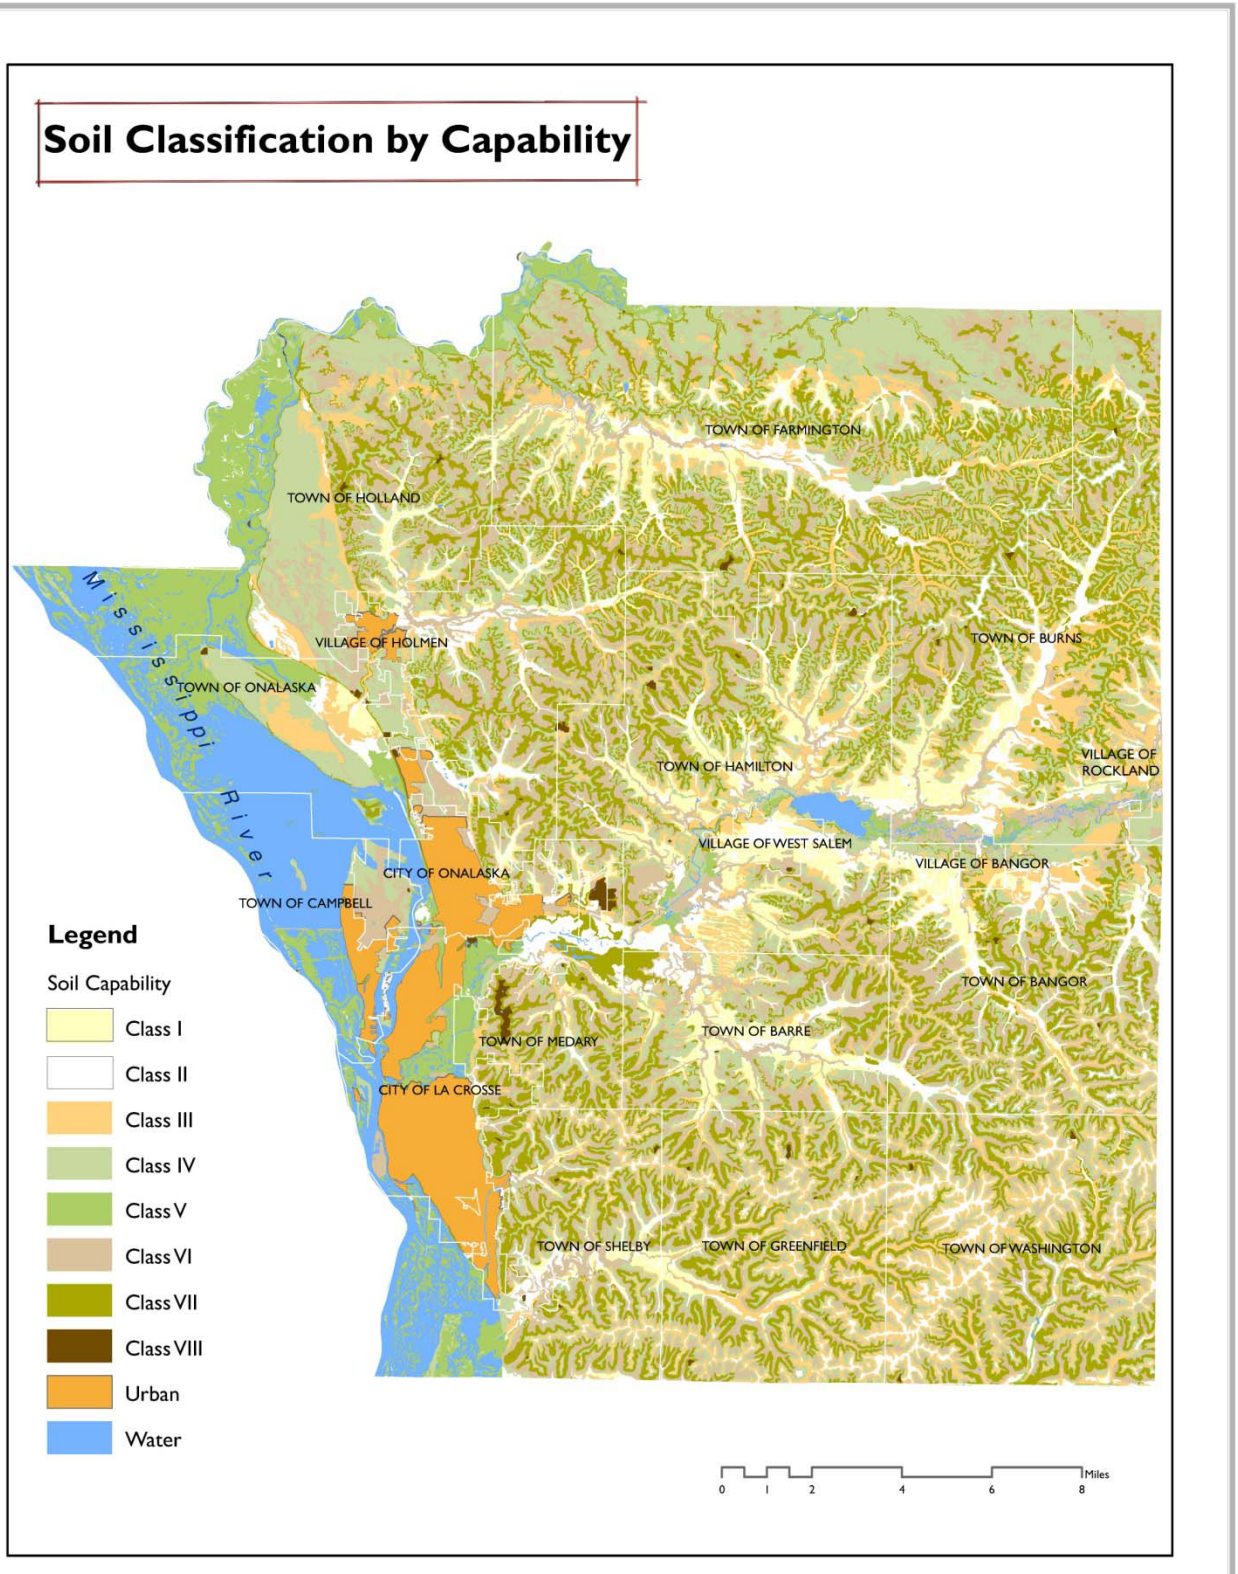 Soil Classification by Capability
TOWN OF FARMINGTON
TOWN OF HOLLAND
Mississippi River
VILLAGE OF HOLMEN
TOWN OF BURNS
TOWN OF ONALASKA
TOWN OF HAMILTON
VILLAGE OF
ROCKLAND
VILLAGE OF WEST SALEM
VILLAGE OF BANGOR
CITY OF ONALASKA
TOWN OF CAMPBELL
TOWN OF BANGOR
TOWN OF BARRE
TOWN OF MEDARY
CITY OF LA CROSSE
TOWN OF SHELBY
TOWN OF GREENFIELD
TOWN OF WASHINGTON
Legend
Soil Capability
Class I
Class II
Class III
Class IV
Class V
Class VI
Class VII
Class VIII
Urban
Water
Miles
0 1 2 4 6 8